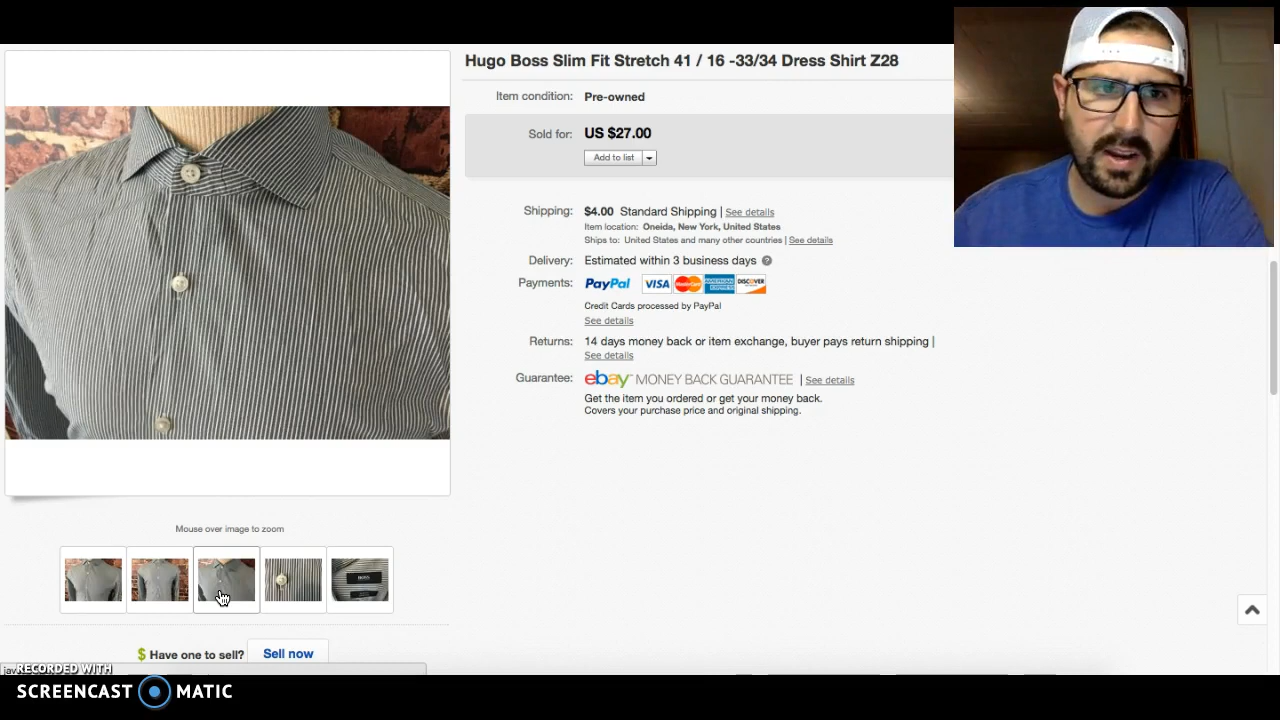 Hugo Boss Slim Fit Stretch 41 / 16 -33/34 Dress Shirt Z28
Item condition: Pre-owned
Sold for: US $27.00
Add to list
Shipping: $4.00 Standard Shipping | See details
Item location: Oneida, New York, United States
Ships to: United States and many other countries | See details
Delivery: Estimated within 3 business days ?
Payments: PayPal VISA MasterCard AMERICAN EXPRESS DISCOVER
Credit Cards processed by PayPal
See details
Returns: 14 days money back or item exchange, buyer pays return shipping |
See details
Guarantee: ebay™ MONEY BACK GUARANTEE | See details
Get the item you ordered or get your money back.
Covers your purchase price and original shipping.
Mouse over image to zoom
BOSS
$ Have one to sell? Sell now
RECORDED WITH
SCREENCAST MATIC